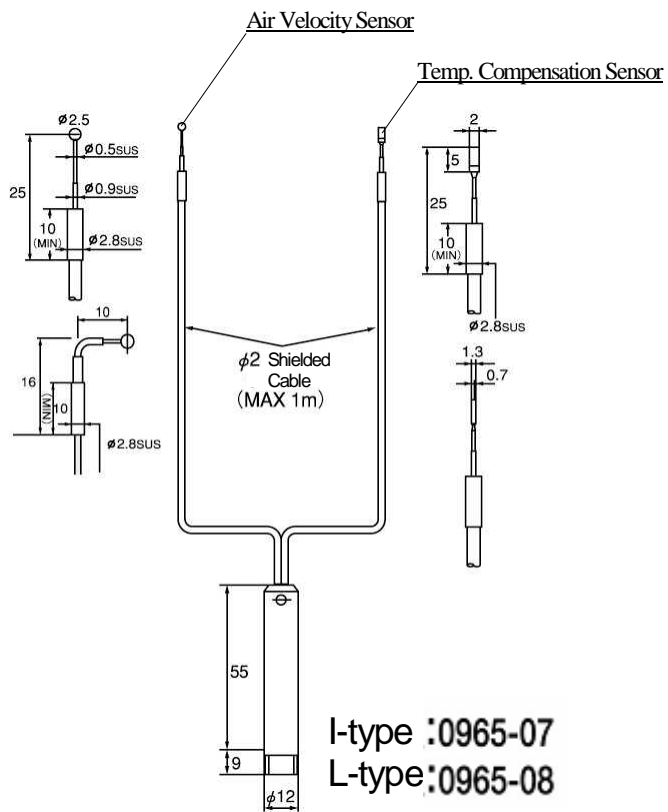 Air Velocity Sensor
Temp. Compensation Sensor
ø2.5
ø0.5SUS
ø0.9SUS
25
10
(MIN)
ø2.8SUS
2
5
25
10
(MIN)
ø2.8SUS
10
16
10
(MIN)
ø2.8SUS
ø2 Shielded
Cable
(MAX 1m)
1.3
0.7
55
9
ø12
I-type :0965-07
L-type:0965-08